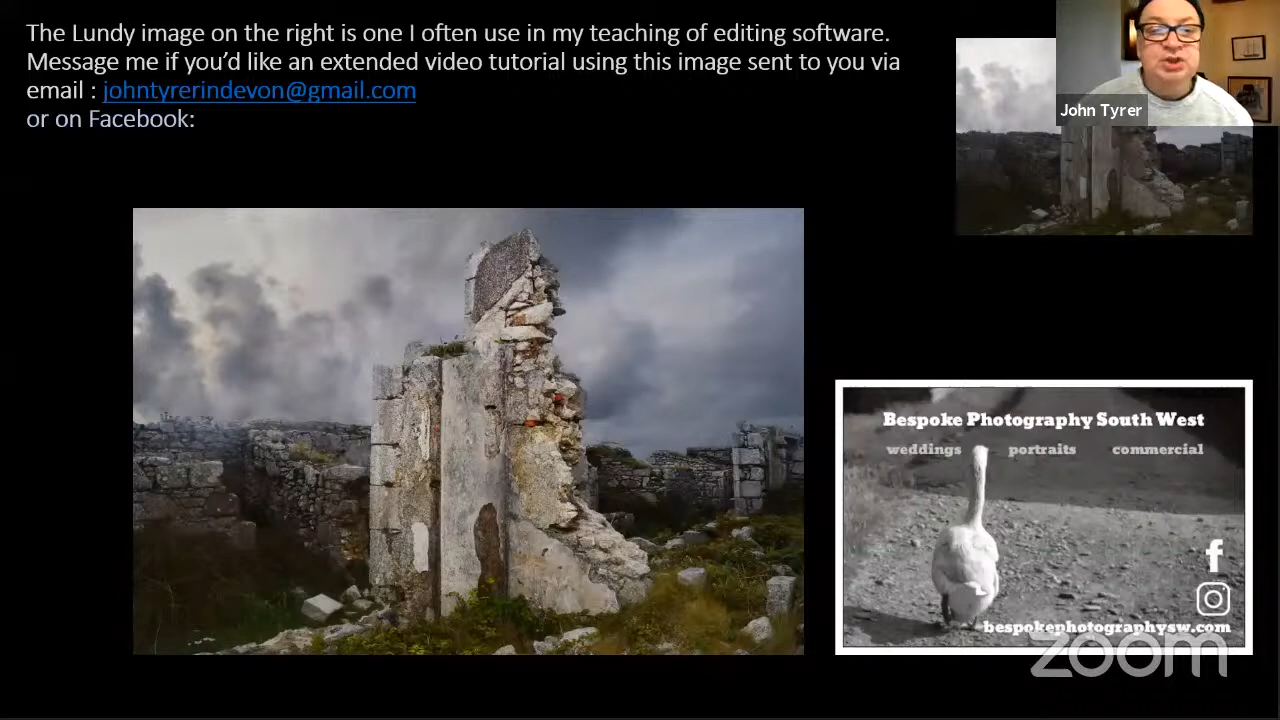 The Lundy image on the right is one I often use in my teaching of editing software.
Message me if you’d like an extended video tutorial using this image sent to you via
email : johntyrerindevon@gmail.com
or on Facebook:
John Tyrer
Bespoke Photography South West
weddings portraits commercial
f
bespokephotographysw.com
zoom